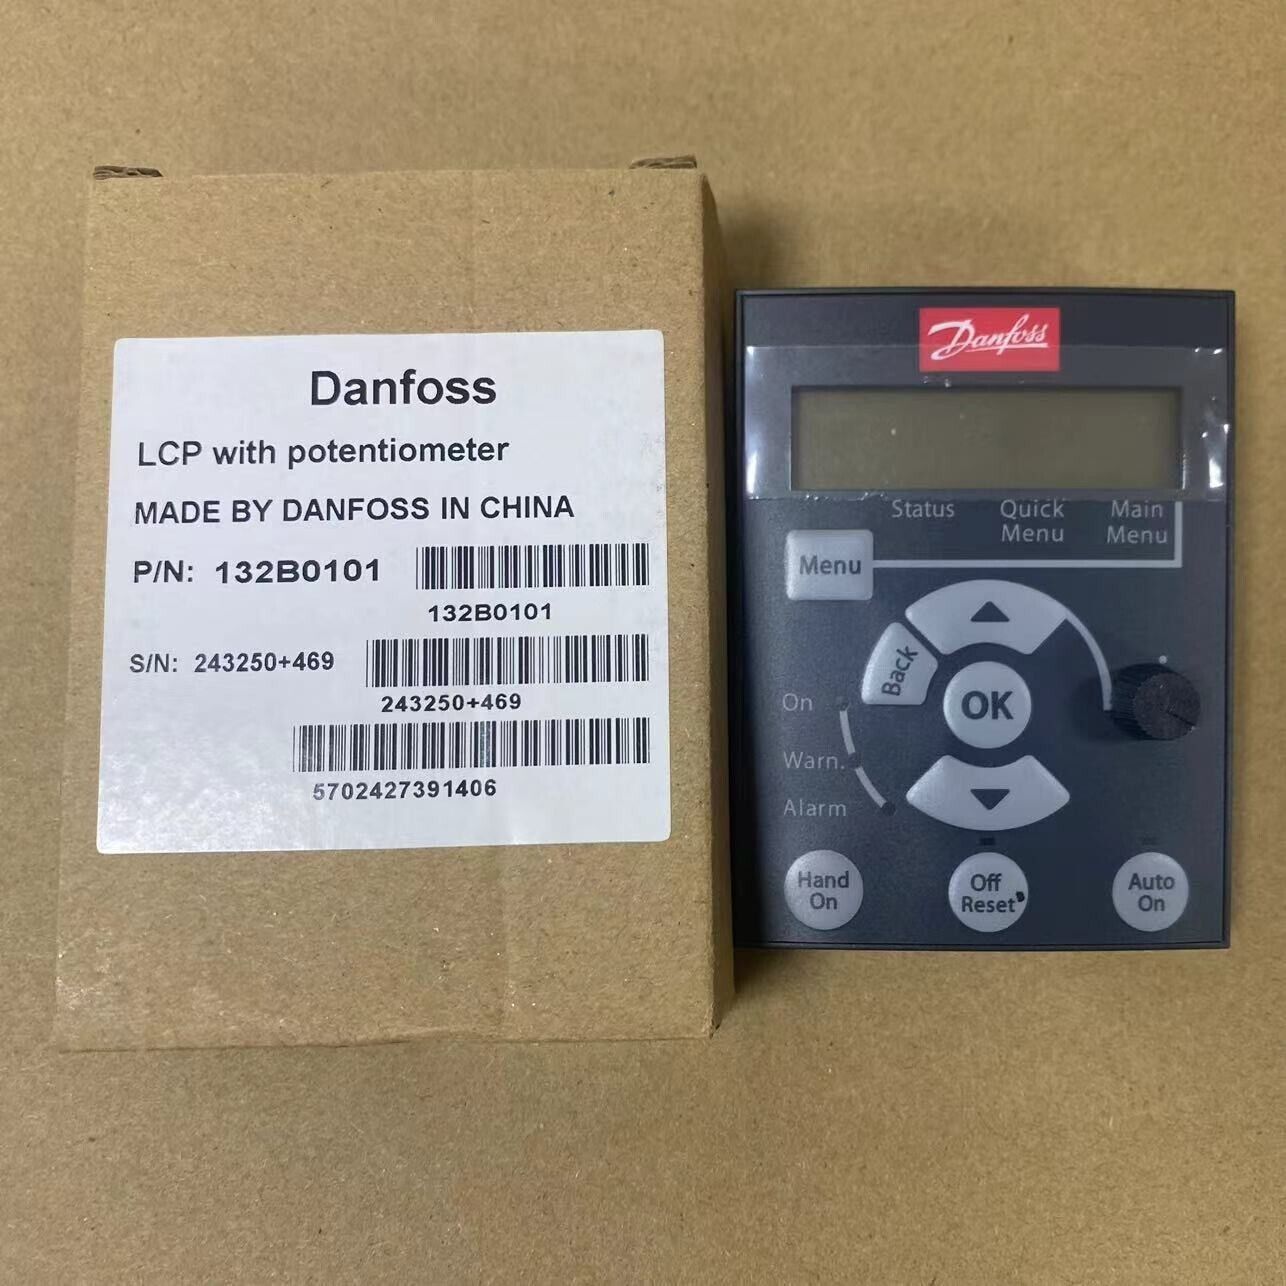 Danfoss
LCP with potentiometer
MADE BY DANFOSS IN CHINA
P/N: 132B0101
132B0101
S/N: 243250+469
243250+469
5702427391406
Danfoss
Status Quick Menu Main Menu
Menu
Back
OK
On
Warn.
Alarm
Hand On
Off Reset
Auto On